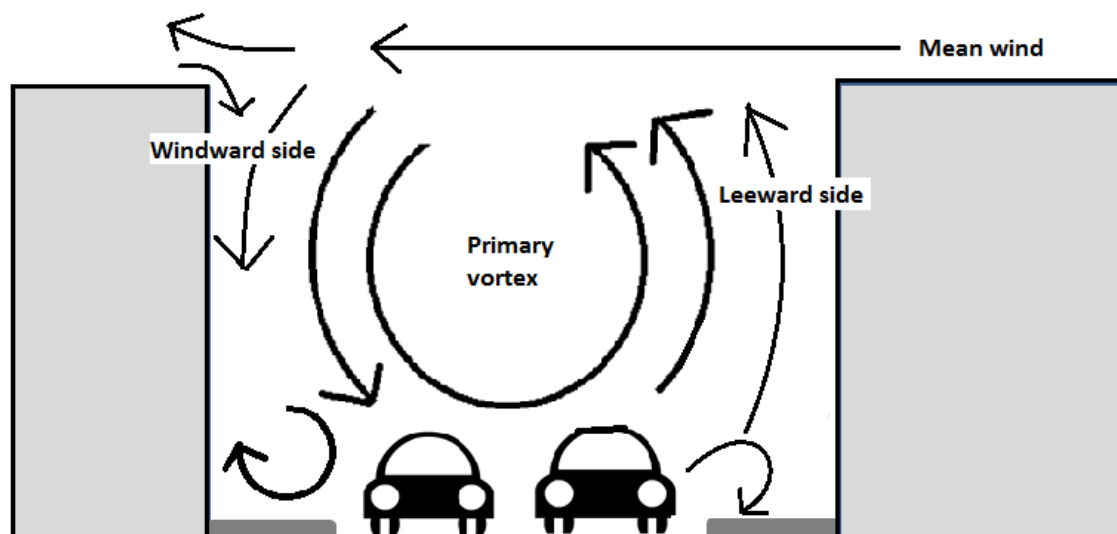 Mean wind
Windward side
Leeward side
Primary
vortex